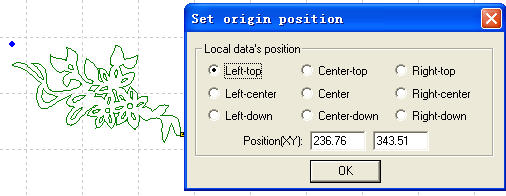 Set origin position
Local data's position
Left-top Center-top Right-top
Left-center Center Right-center
Left-down Center-down Right-down
Position(XY): 236.76 343.51
OK